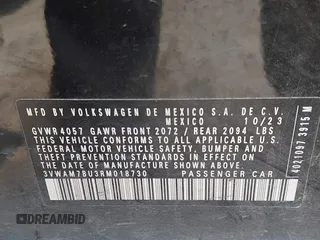 MFD BY VOLKSWAGEN DE MEXICO S.A. DE C.V.
MEXICO 10/23
GVWR 4057 GAWR FRONT 2072 / REAR 2094 LBS
THIS VEHICLE CONFORMS TO ALL APPLICABLE U.S.
FEDERAL MOTOR VEHICLE SAFETY, BUMPER, AND
THEFT PREVENTION STANDARDS IN EFFECT ON THE
DATE OF MANUFACTURE SHOWN ABOVE.
3VWAM7BU3RM018730 PASSENGER CAR
4021097 3915 M
DREAMBID